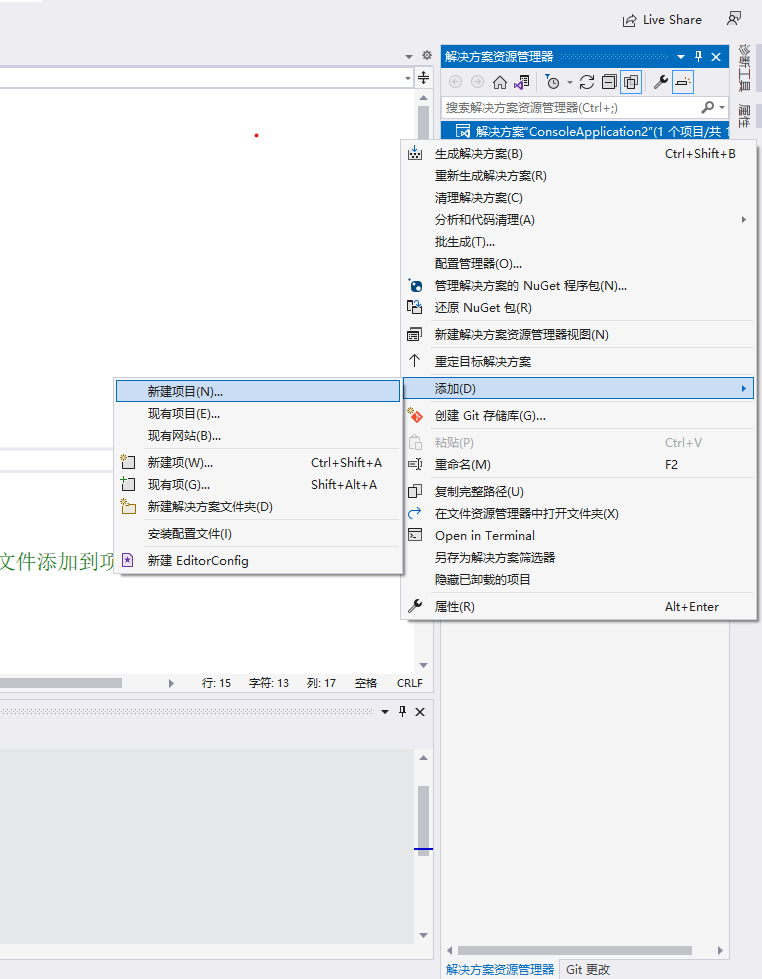 Live Share
解决方案资源管理器
诊断工具
属性
搜索解决方案资源管理器(Ctrl+;)
解决方案"ConsoleApplication2"(1 个项目/共 1
生成解决方案(B) Ctrl+Shift+B
重新生成解决方案(R)
清理解决方案(C)
分析和代码清理(A)
批生成(T)...
配置管理器(O)...
管理解决方案的 NuGet 程序包(N)...
还原 NuGet 包(R)
新建解决方案资源管理器视图(N)
重定目标解决方案
添加(D)
创建 Git 存储库(G)...
粘贴(P) Ctrl+V
重命名(M) F2
复制完整路径(U)
在文件资源管理器中打开文件夹(X)
Open in Terminal
另存为解决方案筛选器
隐藏已卸载的项目
属性(R) Alt+Enter
新建项目(N)...
现有项目(E)...
现有网站(B)...
新建项(W)... Ctrl+Shift+A
现有项(G)... Shift+Alt+A
新建解决方案文件夹(D)
安装配置文件(I)
新建 EditorConfig
文件添加到项
行: 15 字符: 13 列: 17 空格 CRLF
解决方案资源管理器 Git 更改